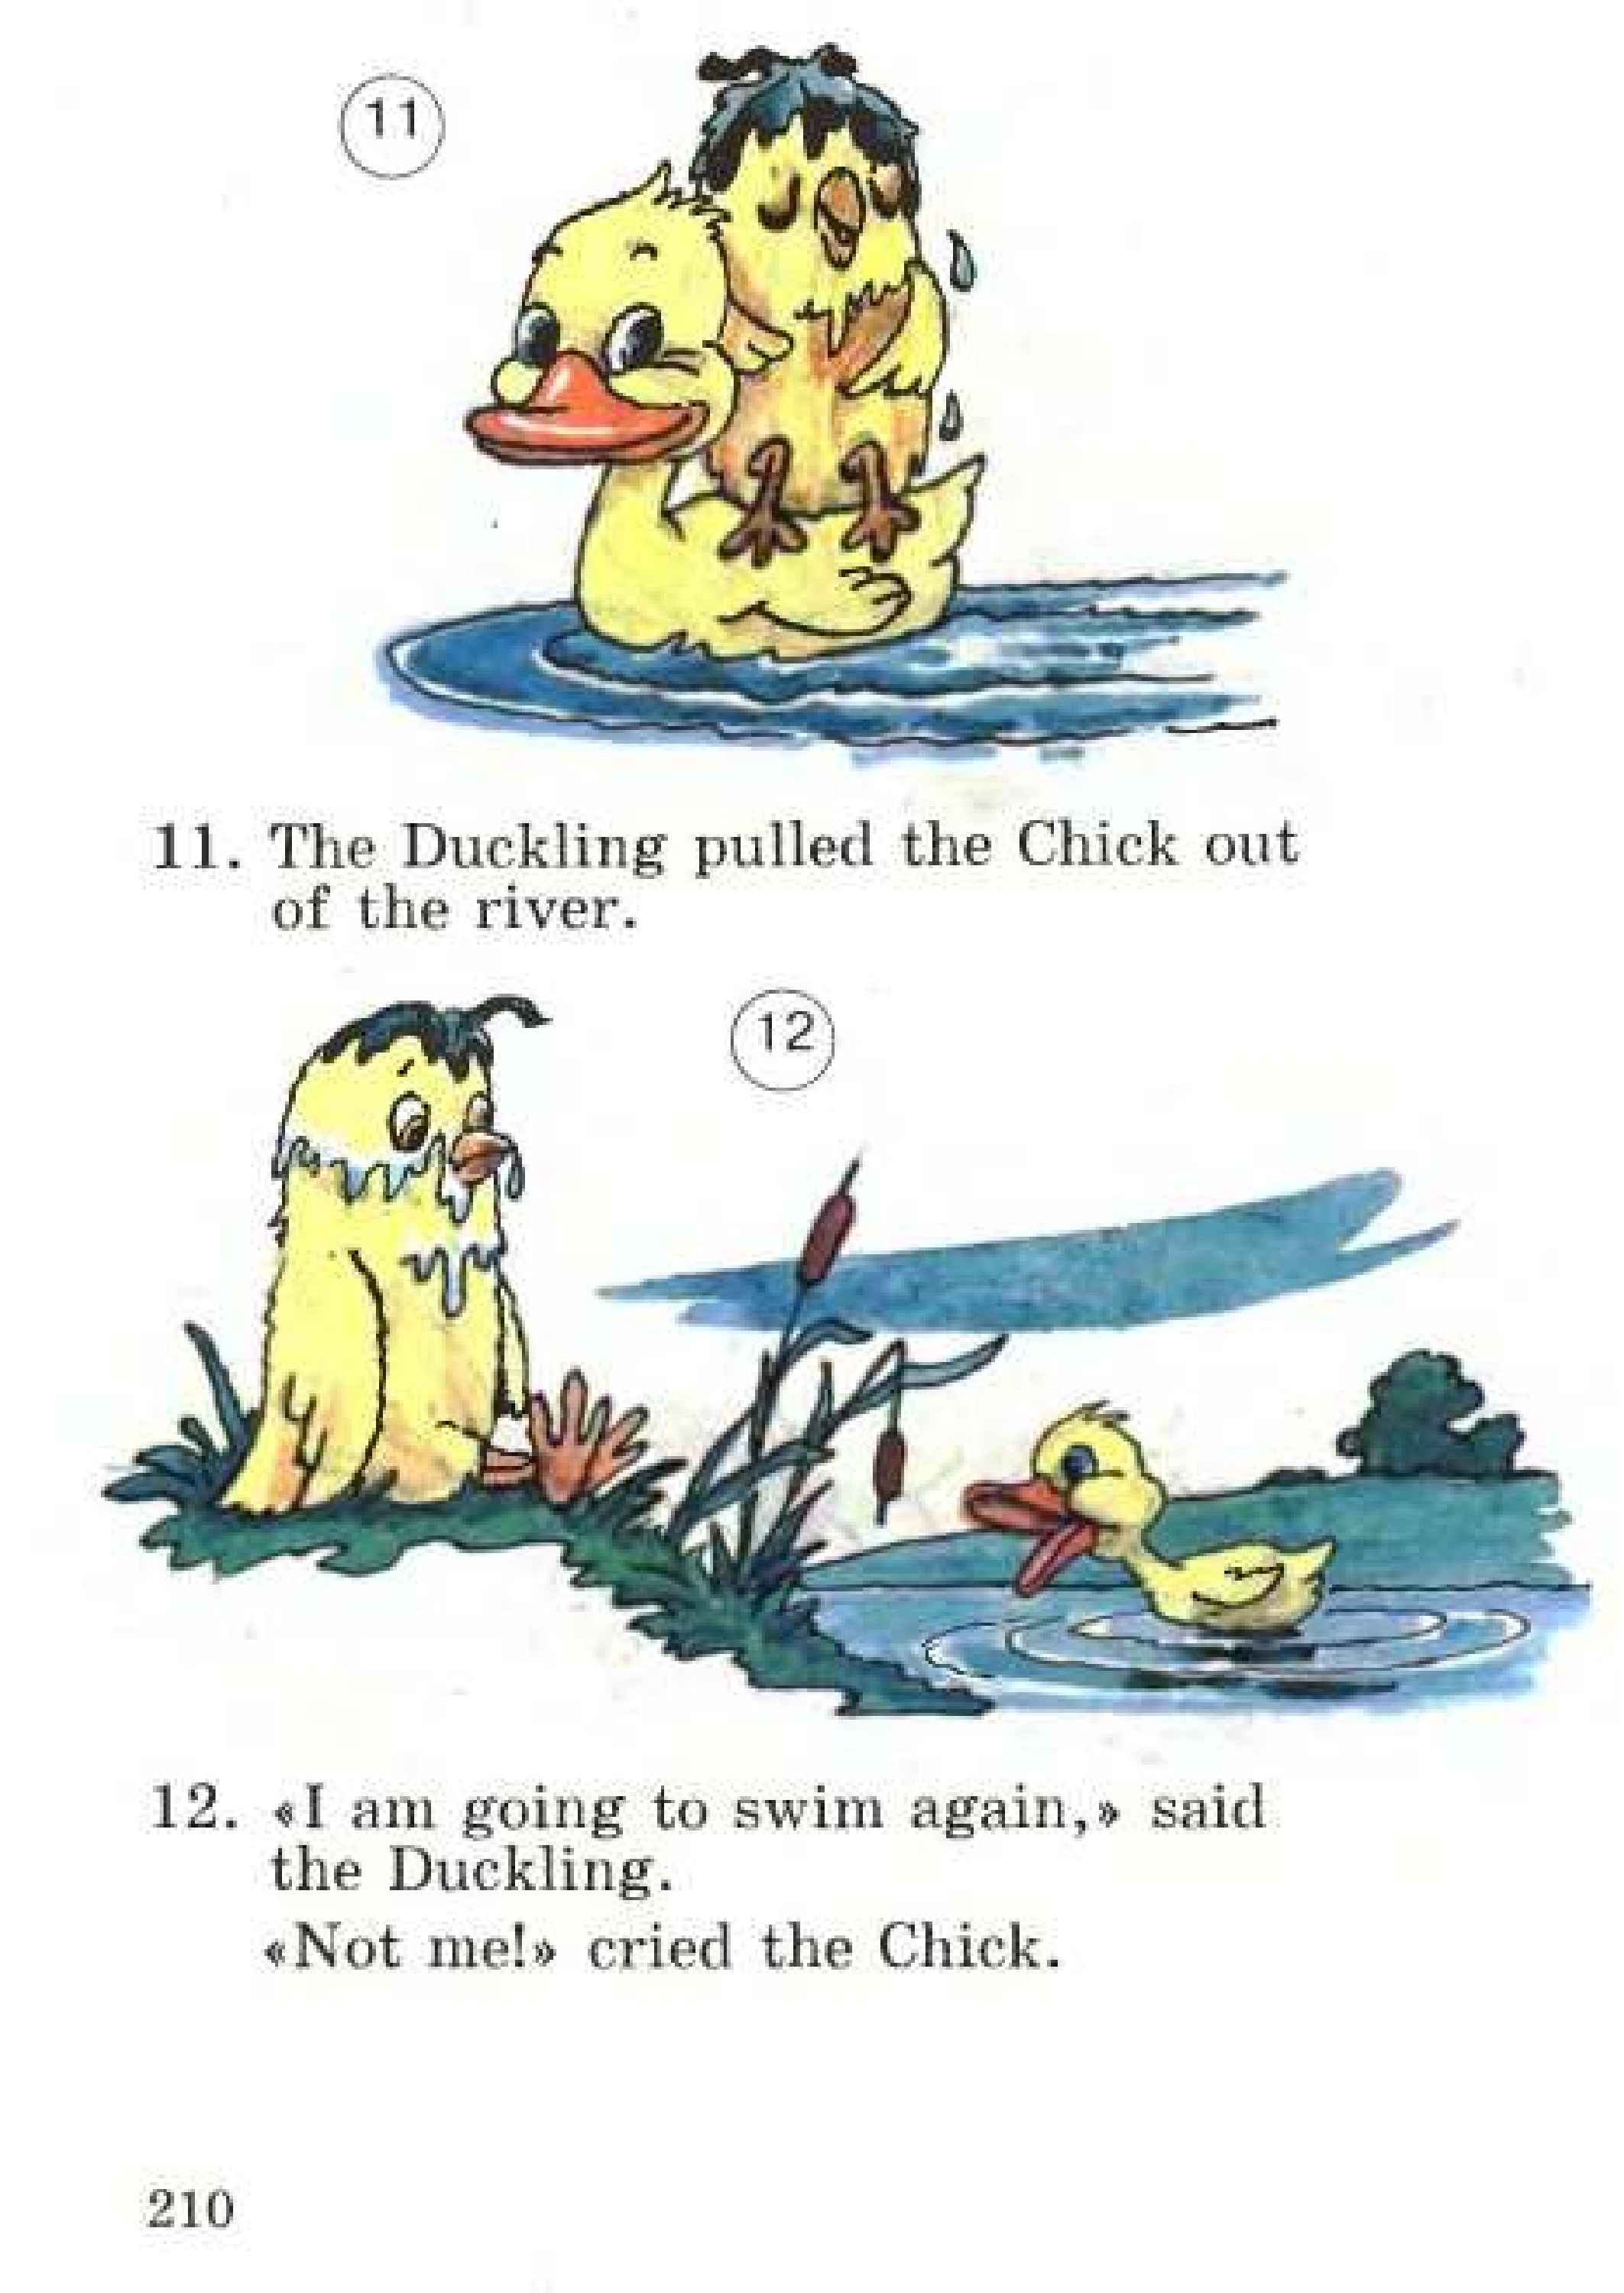 11
11. The Duckling pulled the Chick out
of the river.
12
12. «I am going to swim again,» said
the Duckling.
«Not me!» cried the Chick.
210